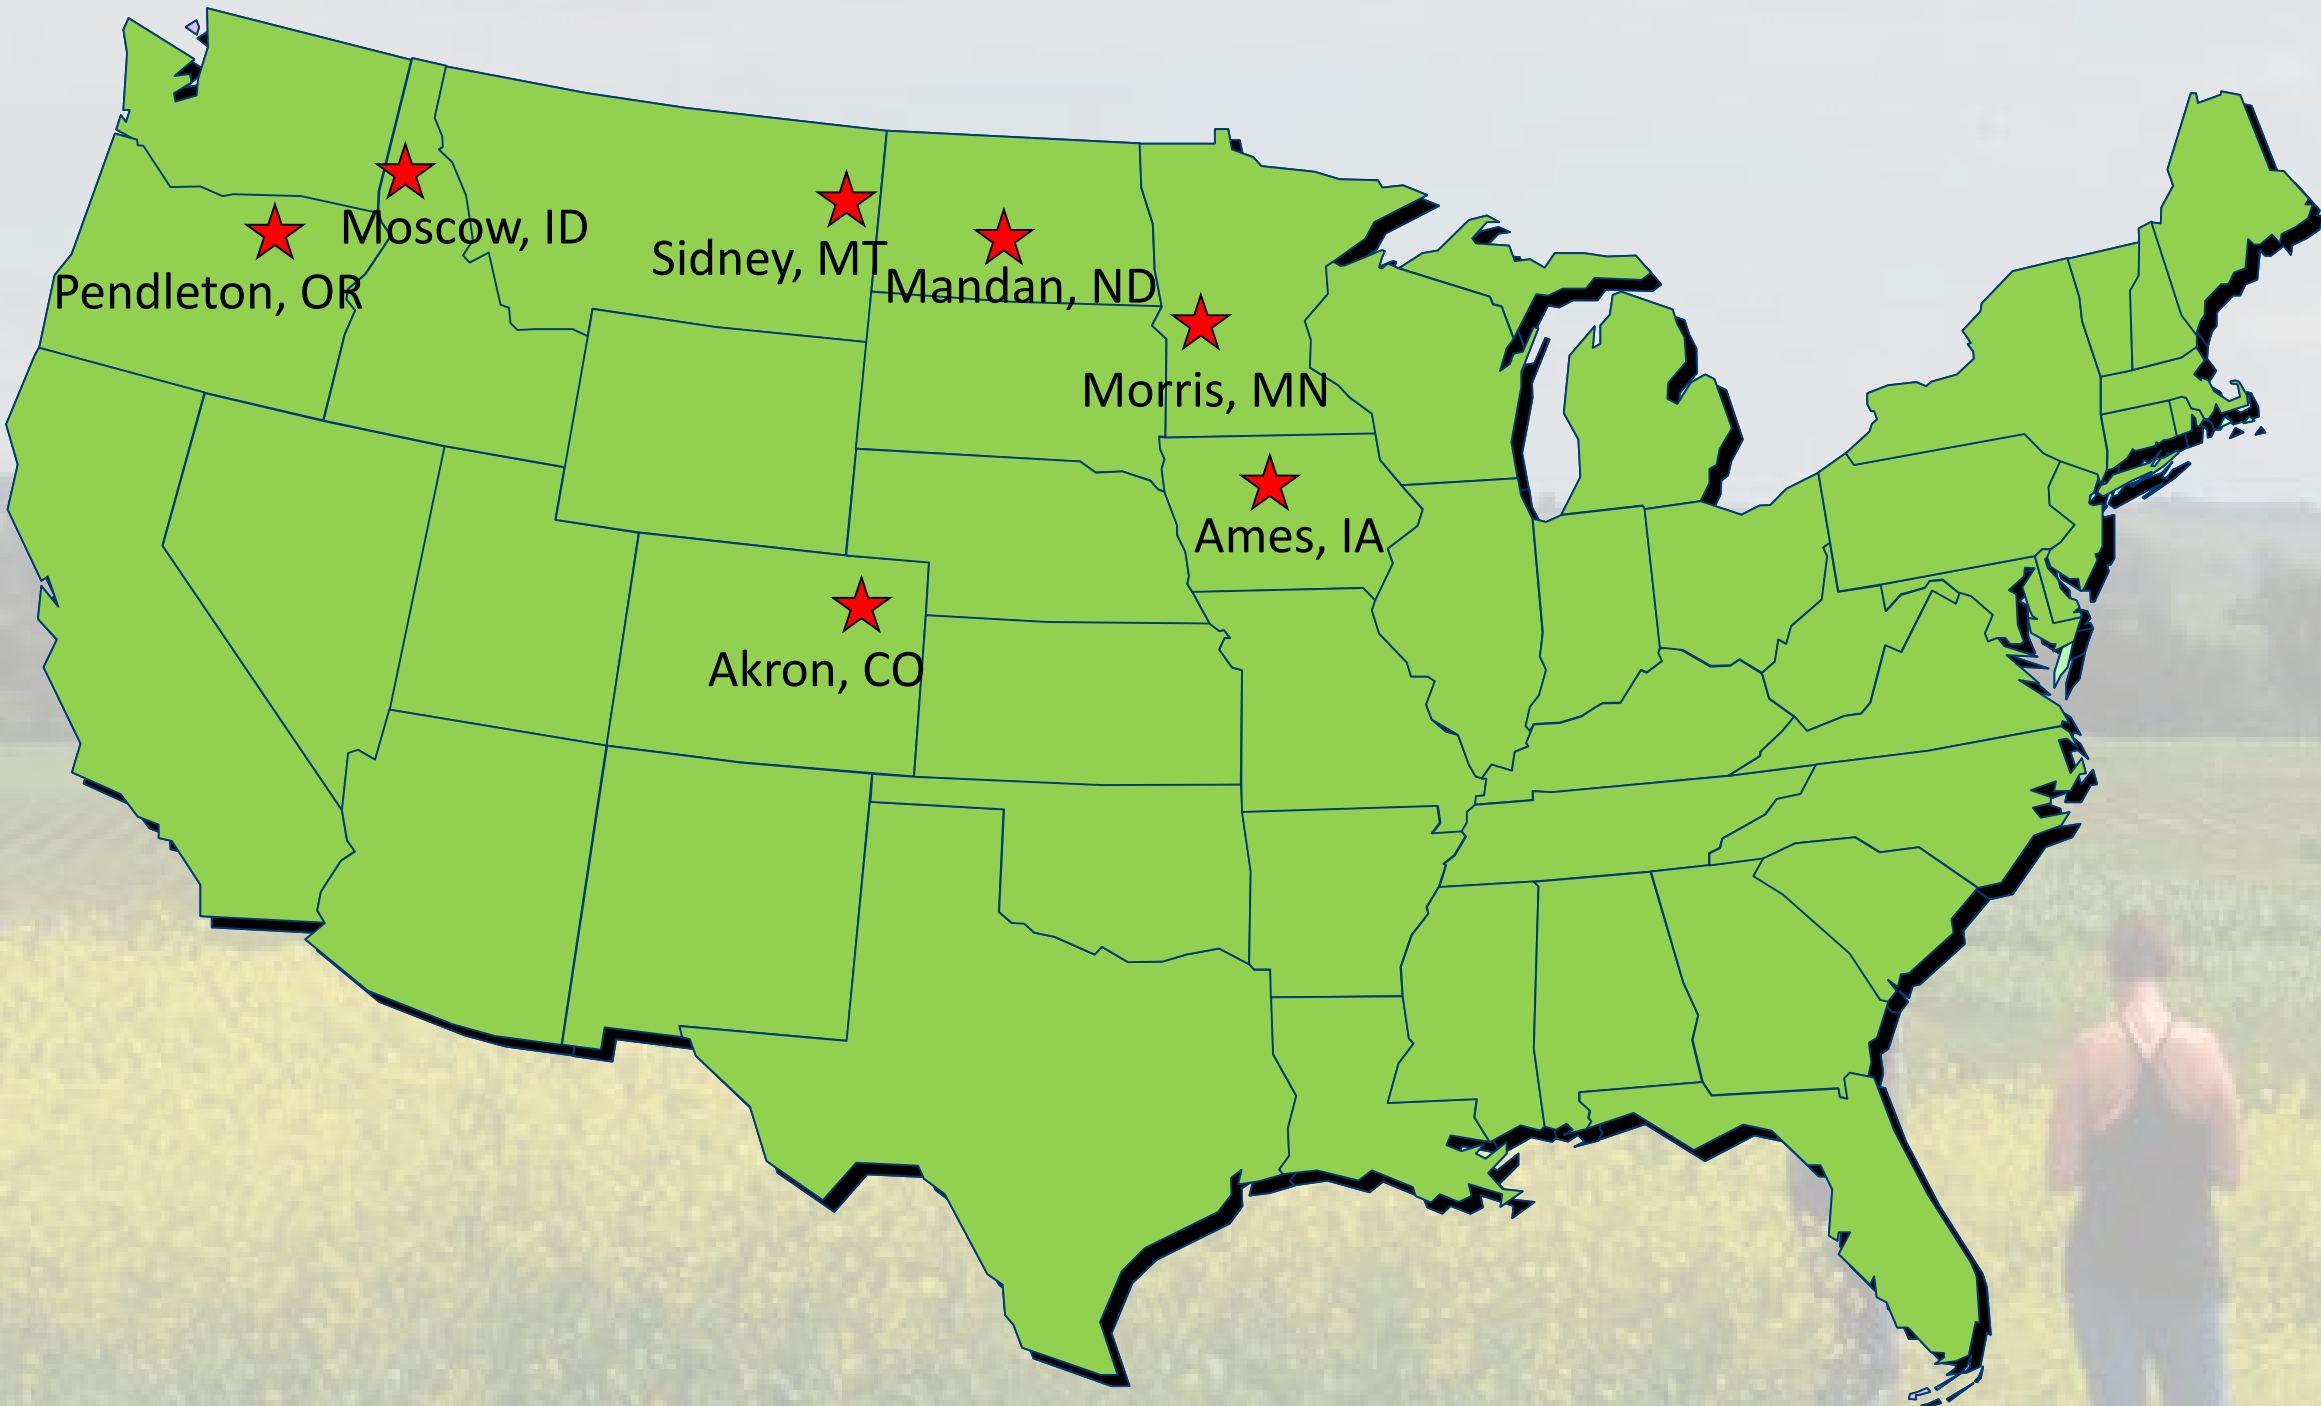 Moscow, ID
Pendleton, OR
Sidney, MT
Mandan, ND
Morris, MN
Ames, IA
Akron, CO